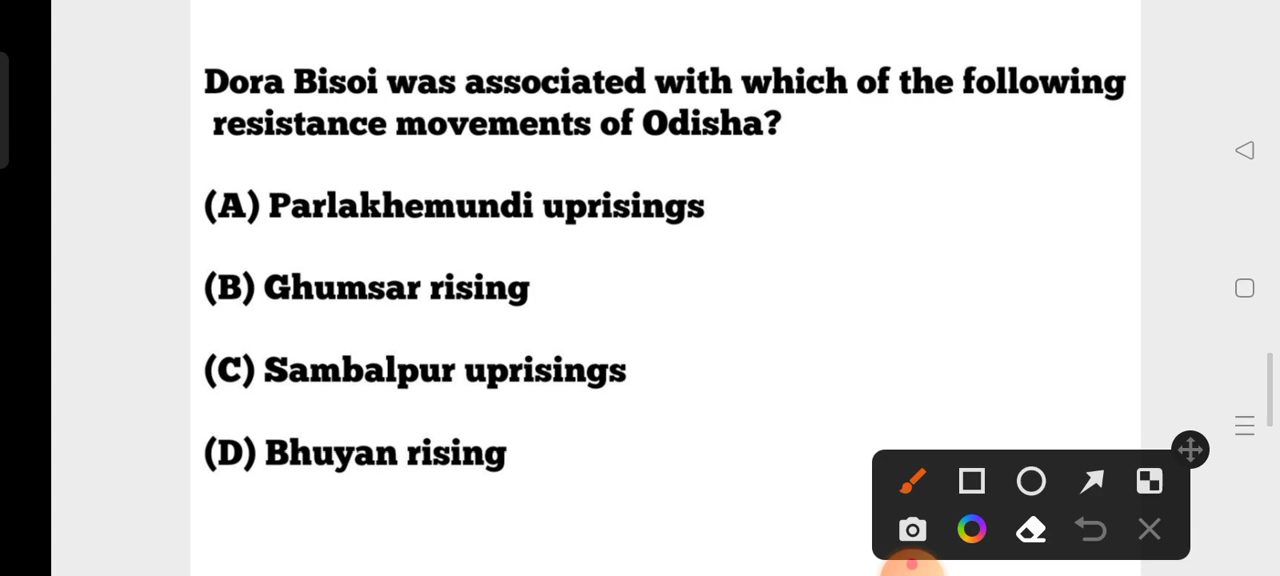 Dora Bisoi was associated with which of the following
resistance movements of Odisha?
(A) Parlakhemundi uprisings
(B) Ghumsar rising
(C) Sambalpur uprisings
(D) Bhuyan rising